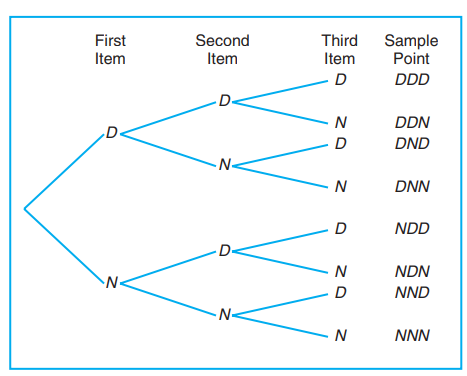 First Second Third Sample
Item Item Item Point
D DDD
D
N DDN
D
D DND
N
N DNN
D NDD
D
N NDN
N
D NND
N
N NNN